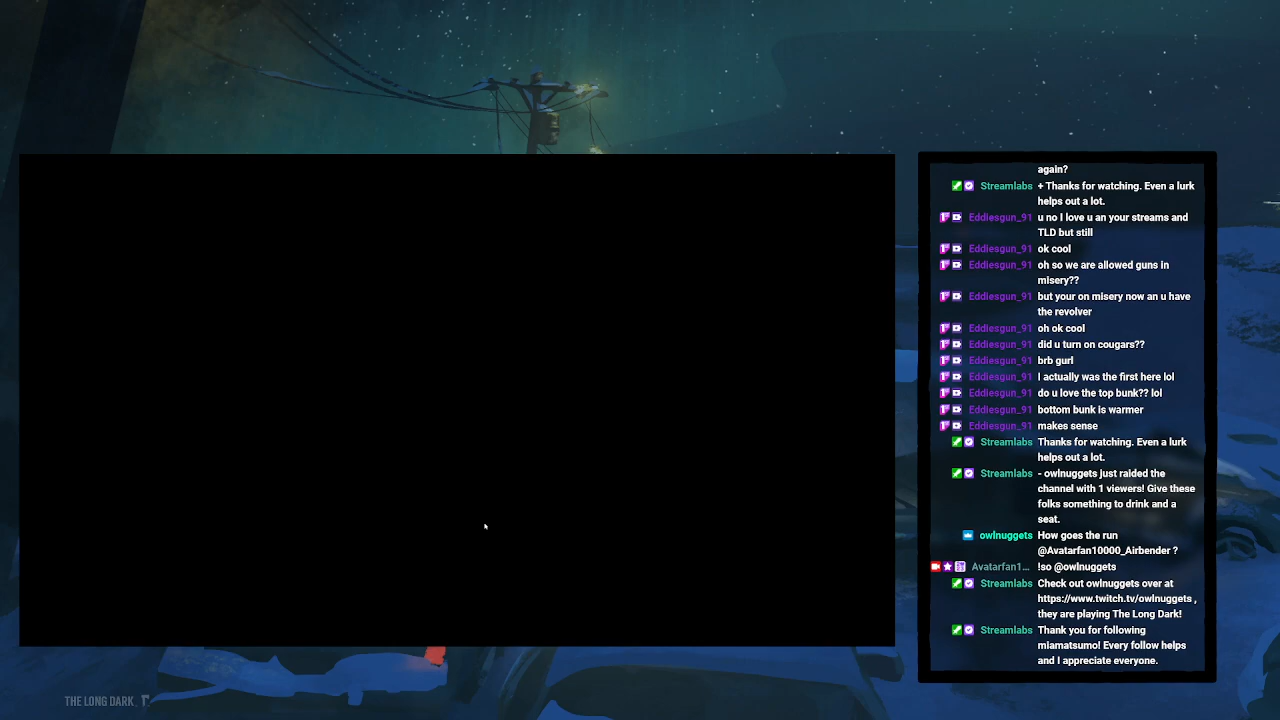 again?
Streamlabs + Thanks for watching. Even a lurk
helps out a lot.
Eddiesgun_91 u no I love u an your streams and
TLD but still
Eddiesgun_91 ok cool
Eddiesgun_91 oh so we are allowed guns in
misery??
Eddiesgun_91 but your on misery now an u have
the revolver
Eddiesgun_91 oh ok cool
Eddiesgun_91 did u turn on cougars??
Eddiesgun_91 brb gurl
Eddiesgun_91 I actually was the first here lol
Eddiesgun_91 do u love the top bunk?? lol
Eddiesgun_91 bottom bunk is warmer
Eddiesgun_91 makes sense
Streamlabs Thanks for watching. Even a lurk
helps out a lot.
Streamlabs - owlnuggets just raided the
channel with 1 viewers! Give these
folks something to drink and a
seat.
owlnuggets How goes the run
@Avatarfan10000_Airbender ?
Avatarfan1... !so @owlnuggets
Streamlabs Check out owlnuggets over at
https://www.twitch.tv/owlnuggets ,
they are playing The Long Dark!
Streamlabs Thank you for following
miamatsumo! Every follow helps
and I appreciate everyone.
THE LONG DARK